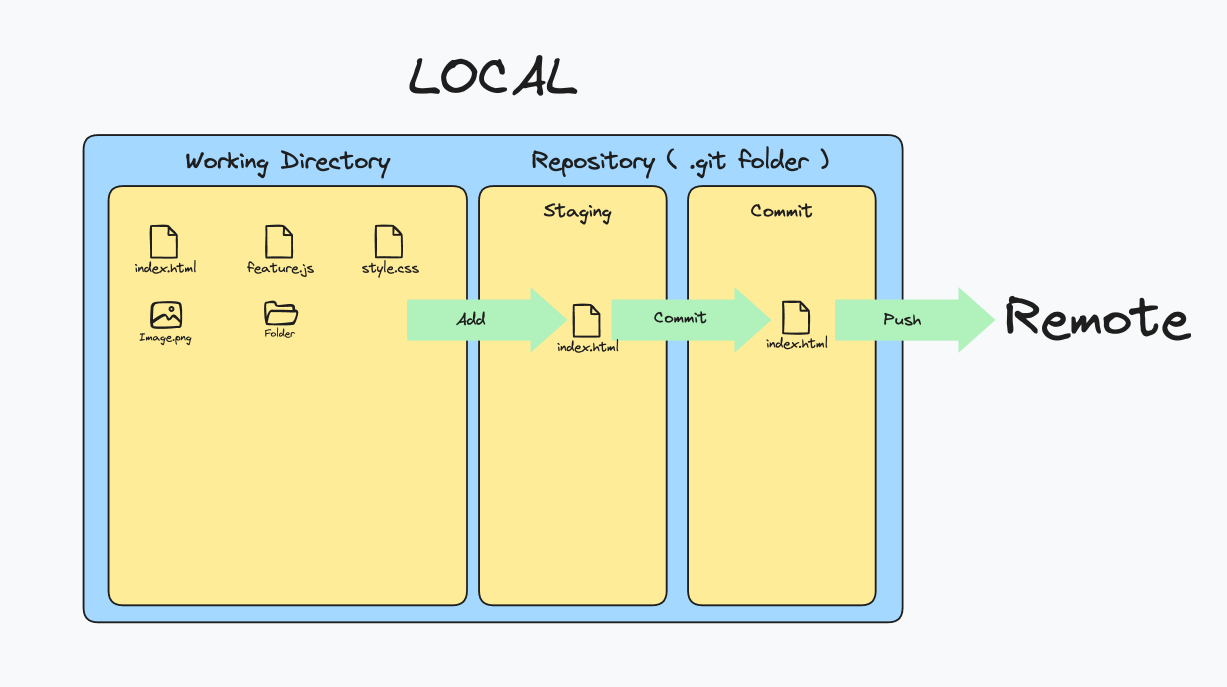 LOCAL
Working Directory
Repository ( .git folder )
Staging
Commit
index.html
feature.js
style.css
Image.png
Folder
Add
index.html
Commit
index.html
Push
Remote